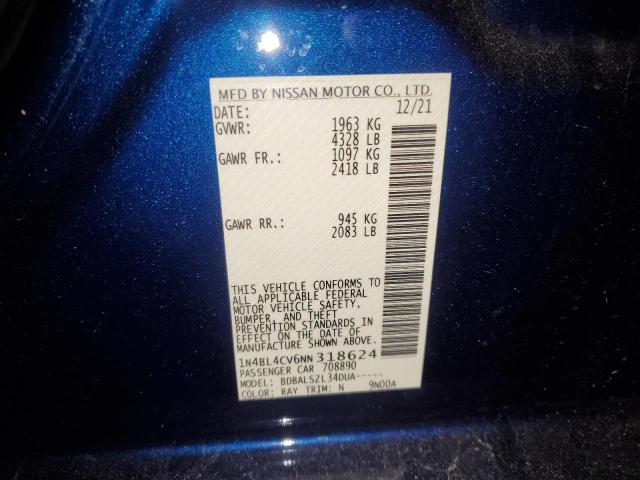 MFD BY NISSAN MOTOR CO., LTD.
DATE: 12/21
GVWR: 1963 KG
4328 LB
GAWR FR.: 1097 KG
2418 LB
GAWR RR.: 945 KG
2083 LB
THIS VEHICLE CONFORMS TO
ALL APPLICABLE FEDERAL
MOTOR VEHICLE SAFETY,
BUMPER, AND THEFT
PREVENTION STANDARDS IN
EFFECT ON THE DATE OF
MANUFACTURE SHOWN ABOVE.
1N4BL4CV6NN318624
PASSENGER CAR 708890
MODEL: BDBALSZL34DUA-----
COLOR: RAY TRIM: N 9N00A